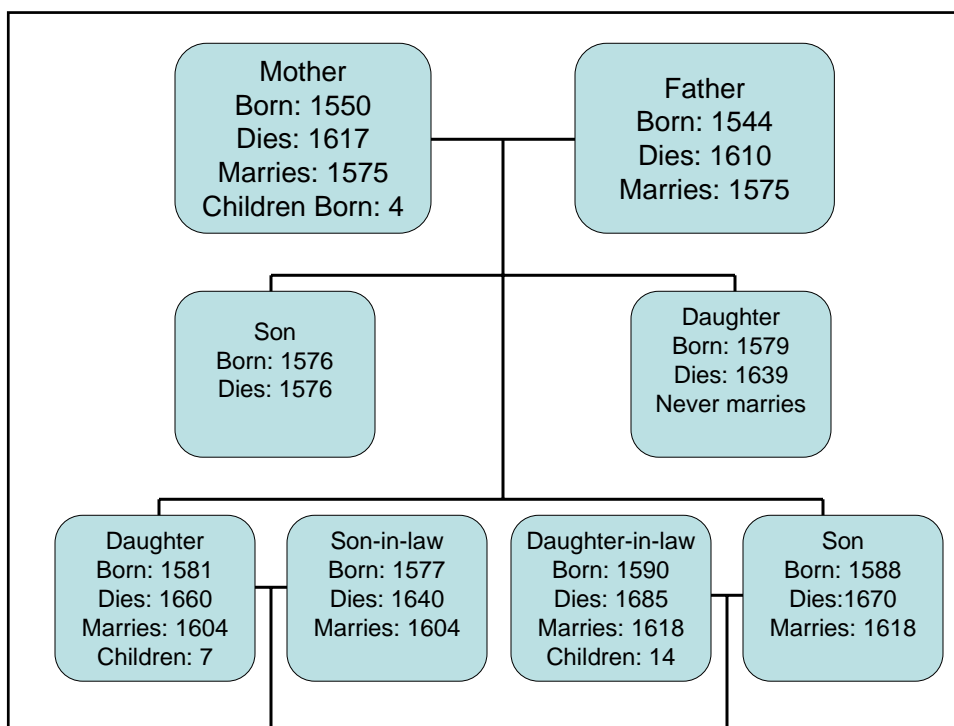 Mother
Born: 1550
Dies: 1617
Marries: 1575
Children Born: 4
Father
Born: 1544
Dies: 1610
Marries: 1575
Son
Born: 1576
Dies: 1576
Daughter
Born: 1579
Dies: 1639
Never marries
Daughter
Born: 1581
Dies: 1660
Marries: 1604
Children: 7
Son-in-law
Born: 1577
Dies: 1640
Marries: 1604
Daughter-in-law
Born: 1590
Dies: 1685
Marries: 1618
Children: 14
Son
Born: 1588
Dies:1670
Marries: 1618